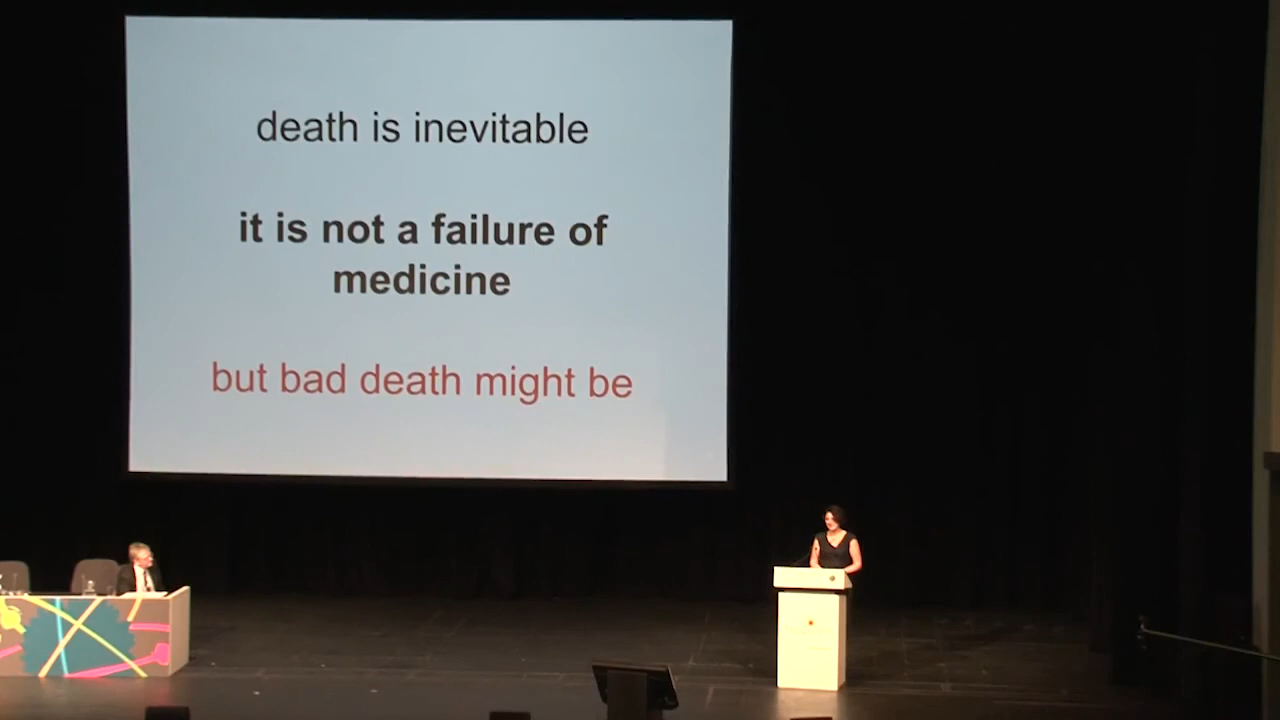 death is inevitable
it is not a failure of
medicine
but bad death might be